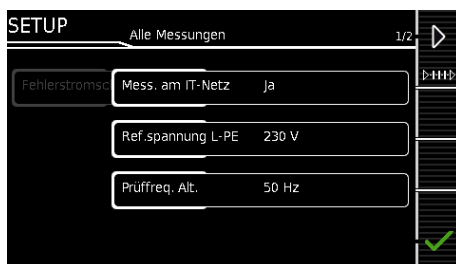 SETUP
Alle Messungen
1/2
Fehlerstromsc
Mess. am IT-Netz Ja
Ref.spannung L-PE 230 V
Prüffreq. Alt. 50 Hz